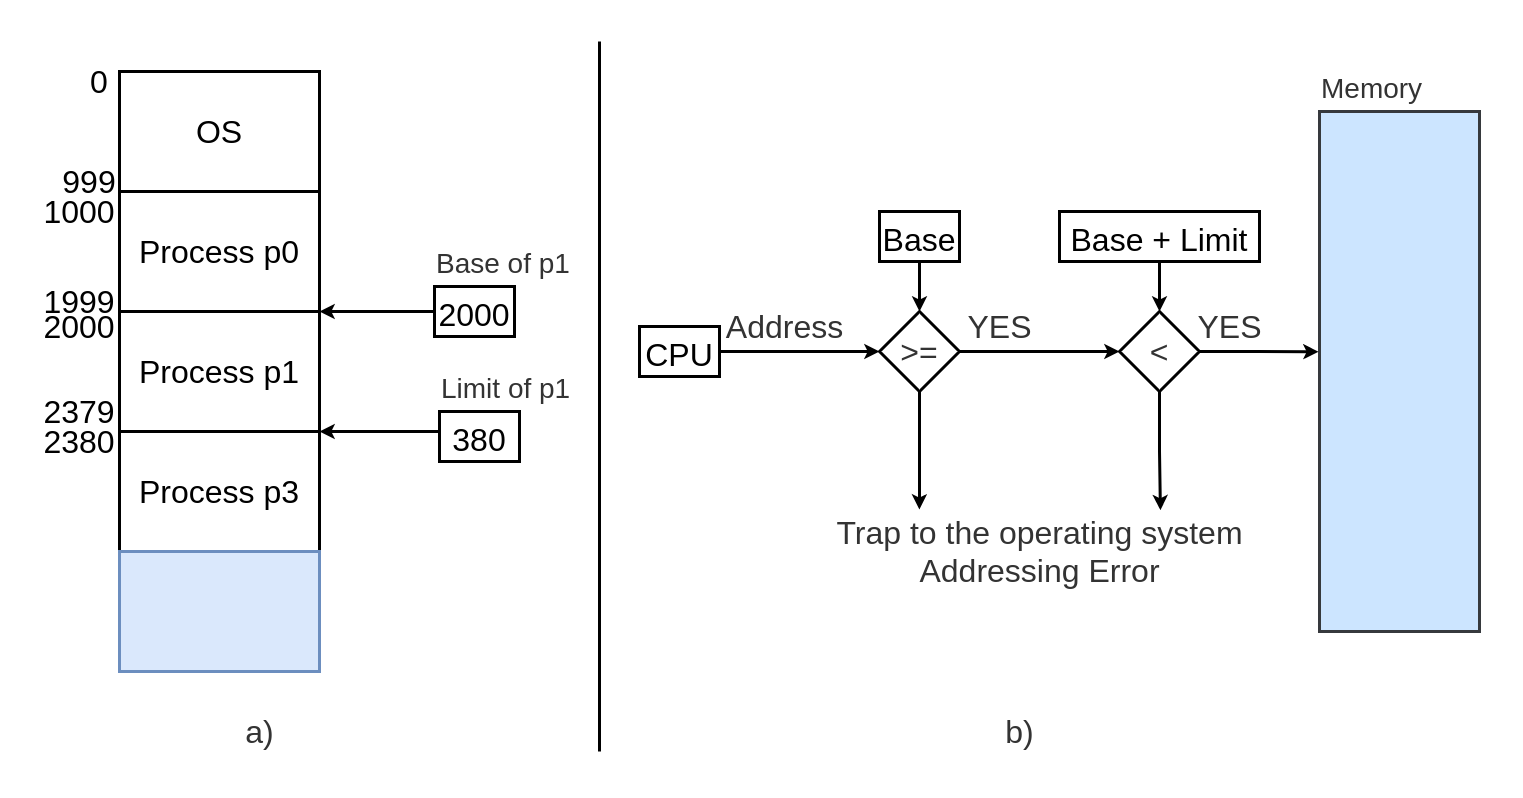 0
OS
999
1000
Process p0
Base of p1
1999
2000
2000
Process p1
Limit of p1
2379
2380
380
Process p3
a)
Memory
Base
Base + Limit
CPU
Address
>=
YES
<
YES
Trap to the operating system
Addressing Error
b)